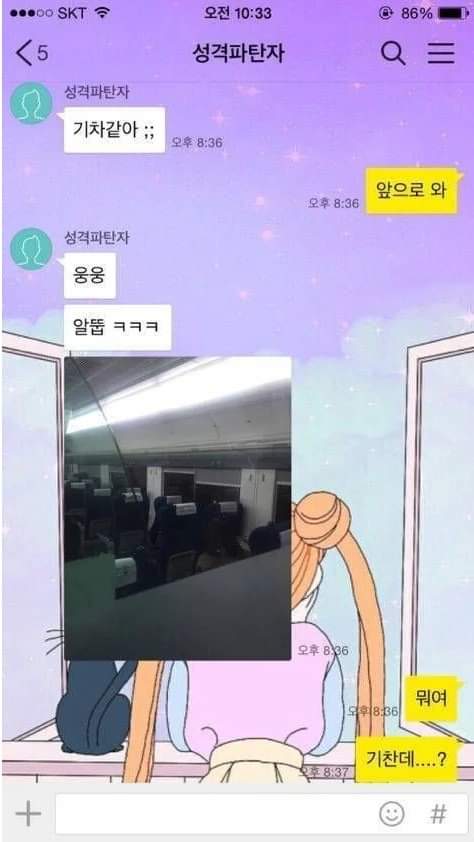 SKT 오전 10:33 86%
5 성격파탄자
성격파탄자
기차같아 ;;
오후 8:36
앞으로 와
오후 8:36
성격파탄자
웅웅
알뚭 ㅋㅋㅋ
오후 8:36
뭐여
오후 8:36
기찬데....?
오후 8:37
+ #